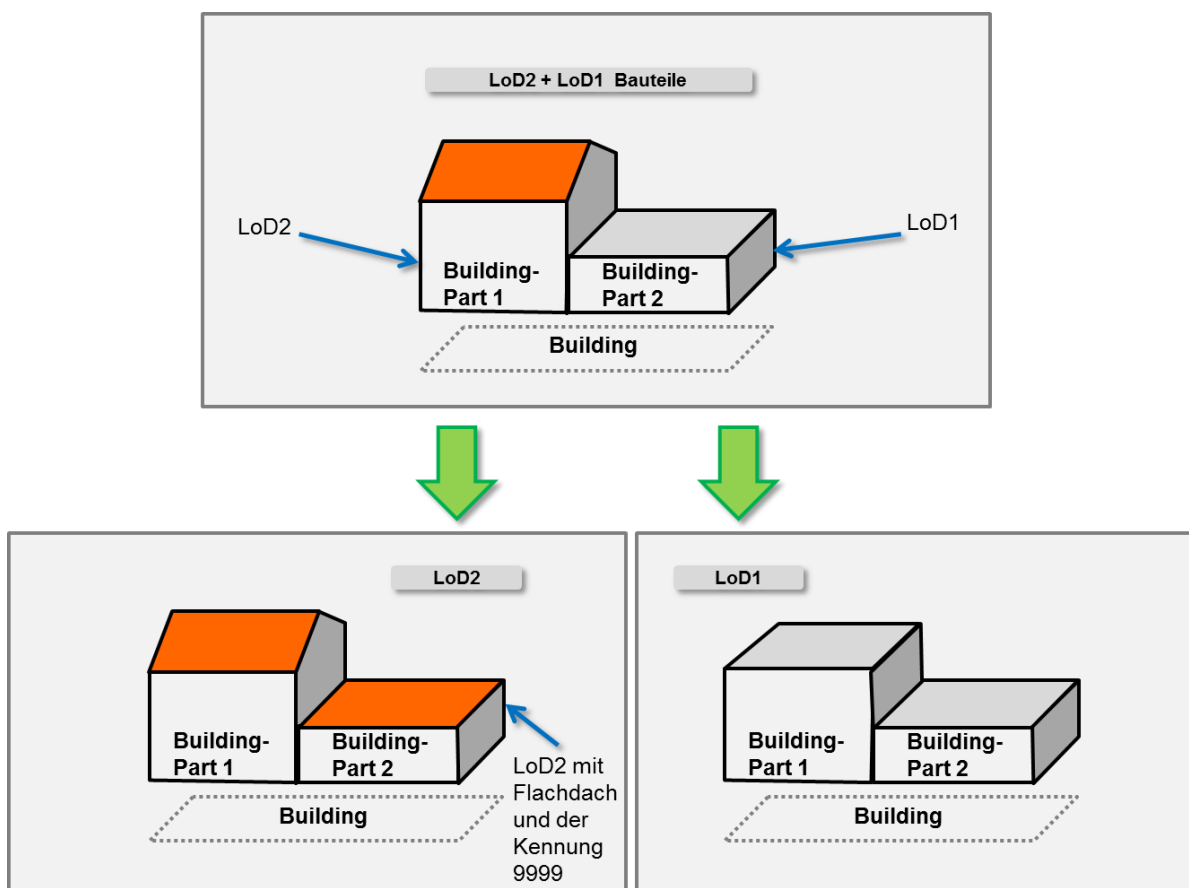 LoD2 + LoD1 Bauteile
LoD2
LoD1
Building-
Part 1
Building-
Part 2
Building
LoD2
Building-
Part 1
Building-
Part 2
Building
LoD2 mit
Flachdach
und der
Kennung
9999
LoD1
Building-
Part 1
Building-
Part 2
Building